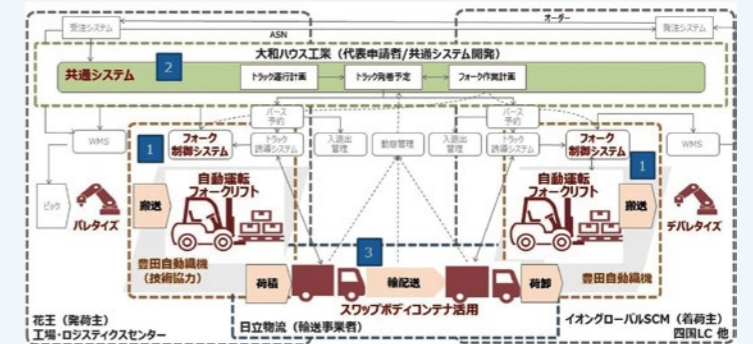 受注システム
オーダー
発注システム
ASN
大和ハウス工業（代表申請者/共通システム開発）
共通システム
2
トラック運行計画
トラック発着予定
フォーク作業計画
バース
予約
バース
予約
WMS
1
フォーク
制御システム
トラック
誘導システム
入退出
管理
動態管理
入退出
管理
トラック
誘導システム
フォーク
制御システム
1
WMS
ピック
パレタイズ
搬送
自動運転
フォークリフト
自動運転
フォークリフト
搬送
デパレタイズ
豊田自動織機
（技術協力）
3
豊田自動織機
荷積
輸配送
荷卸
スワップボディコンテナ活用
花王（発荷主）
工場・ロジスティクスセンター
日立物流（輸送事業者）
イオングローバルSCM（着荷主）
四国LC 他